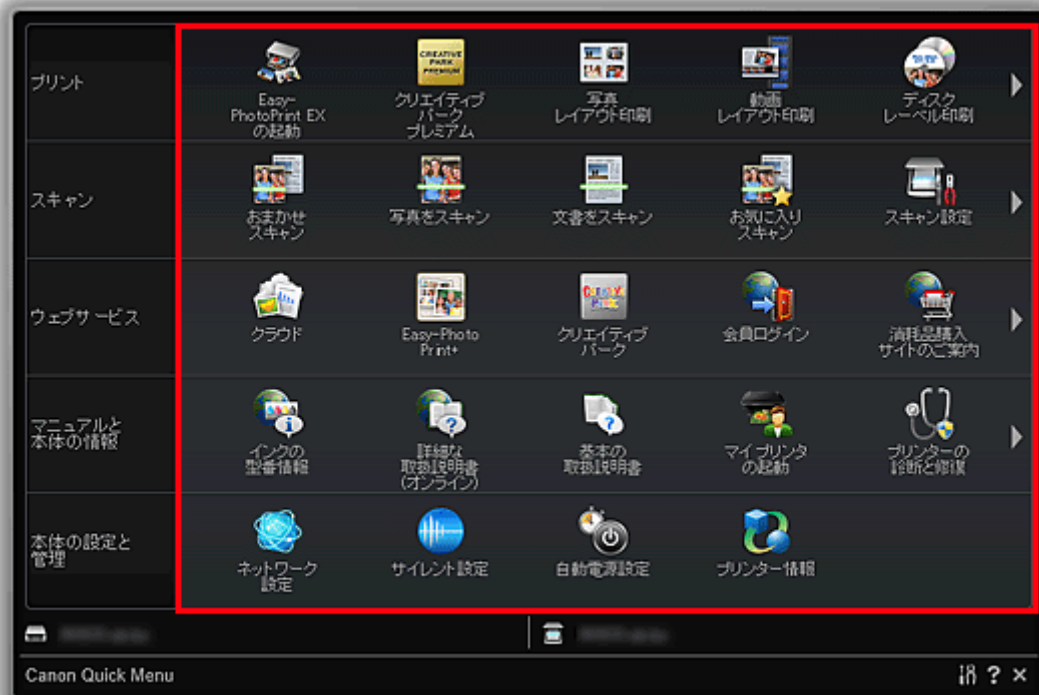 プリント
Easy-
PhotoPrint EX
の起動
CREATIVE
PARK
PREMIUM
クリエイティブ
パーク
プレミアム
写真
レイアウト印刷
動画
レイアウト印刷
ディスク
レーベル印刷
スキャン
おまかせ
スキャン
写真をスキャン
文書をスキャン
お気に入り
スキャン
スキャン設定
ウェブサービス
クラウド
Easy-Photo
Print+
クリエイティブ
パーク
会員ログイン
消耗品購入
サイトのご案内
マニュアルと
本体の情報
インクの
型番情報
詳細な
取扱説明書
(オンライン)
基本の
取扱説明書
マイ プリンタ
の起動
プリンターの
診断と修復
本体の設定と
管理
ネットワーク
設定
サイレント設定
自動電源設定
プリンター情報
Canon Quick Menu